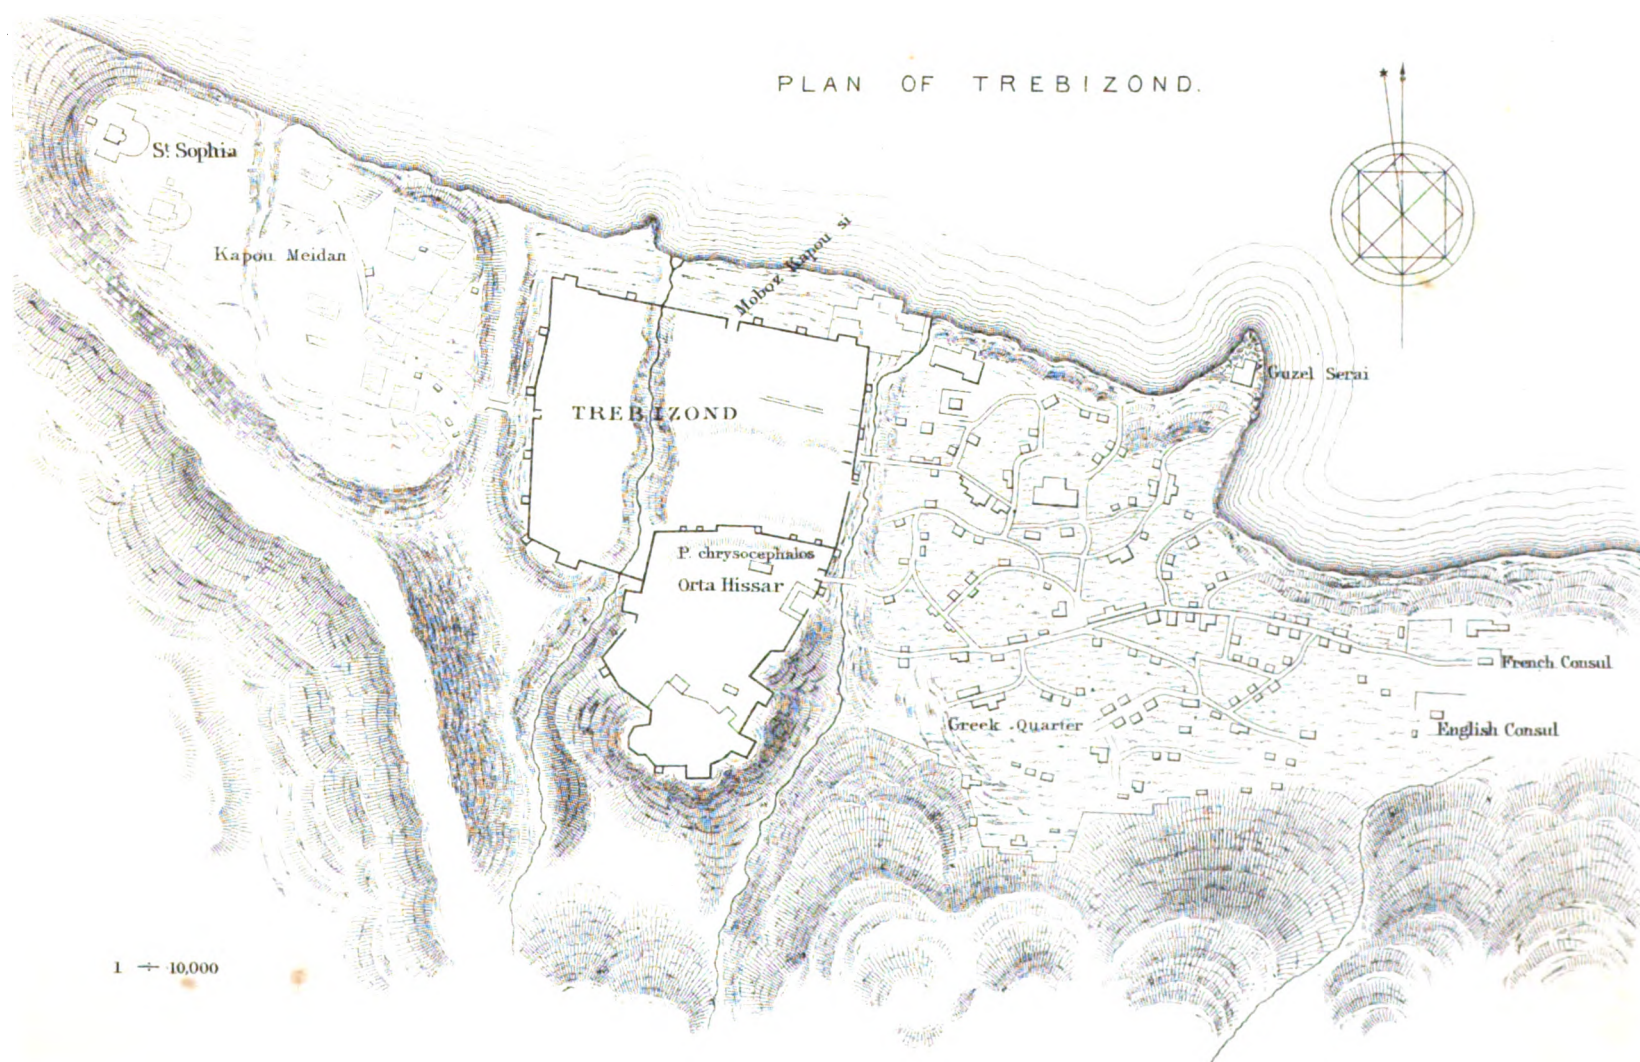 PLAN OF TREBIZOND.
St. Sophia
Kapou Meidan
Moboz Kapou si
Guzel Serai
TREBIZOND
P. chrysocephalos
Orta Hissar
French Consul
Greek Quarter
English Consul
1 ÷ 10,000